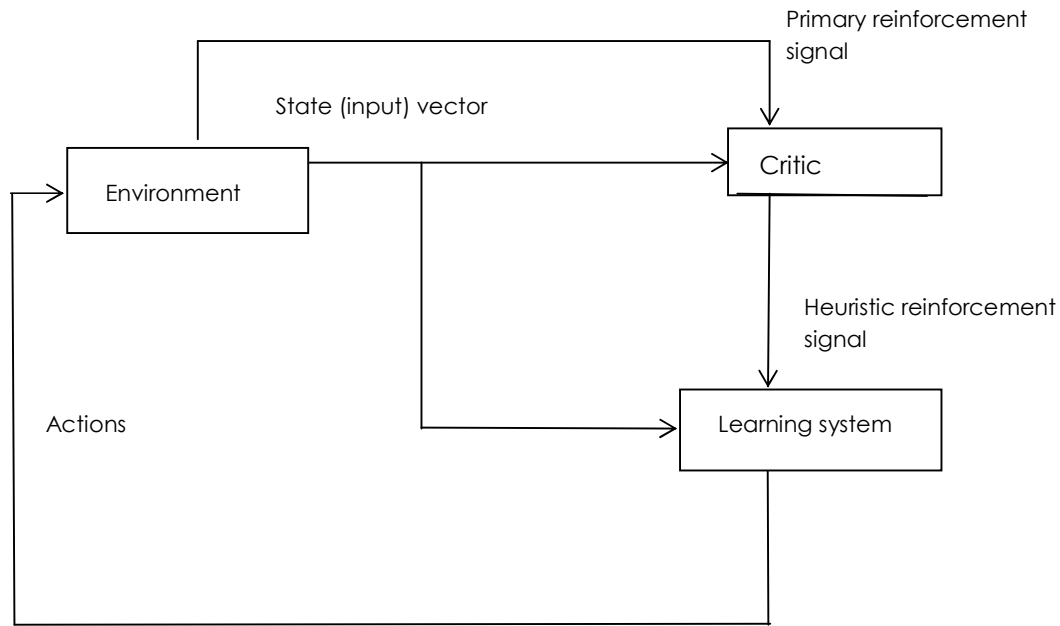 Primary reinforcement
signal
State (input) vector
Critic
Environment
Heuristic reinforcement
signal
Actions
Learning system